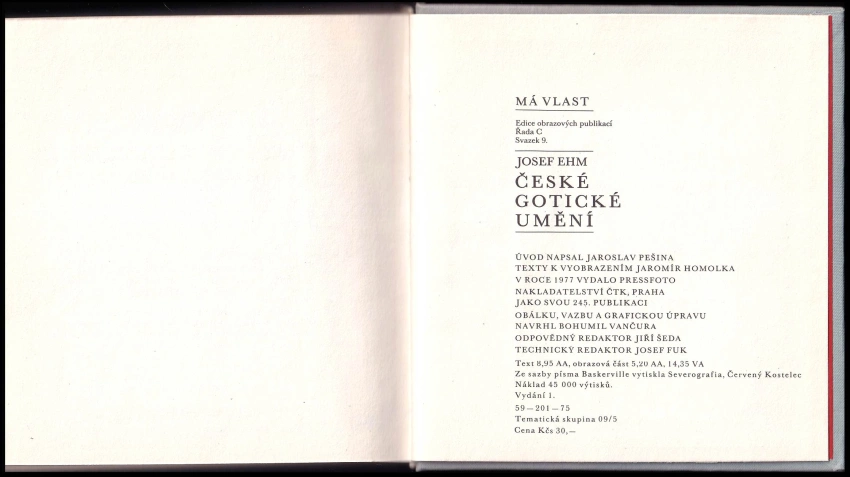 MÁ VLAST
Edice obrazových publikací
Řada C
Svazek 9.
JOSEF EHM
ČESKÉ
GOTICKÉ
UMĚNÍ
ÚVOD NAPSAL JAROSLAV PEŠINA
TEXTY K VYOBRAZENÍM JAROMÍR HOMOLKA
V ROCE 1977 VYDALO PRESSFOTO
NAKLADATELSTVÍ ČTK, PRAHA
JAKO SVOU 245. PUBLIKACI
OBÁLKU, VAZBU A GRAFICKOU ÚPRAVU
NAVRHL BOHUMIL VANČURA
ODPOVĚDNÝ REDAKTOR JIŘÍ ŠEDA
TECHNICKÝ REDAKTOR JOSEF FUK
Text 8,95 AA, obrazová část 5,20 AA, 14,35 VA
Ze sazby písma Baskerville vytiskla Severografia, Červený Kostelec
Náklad 45 000 výtisků.
Vydání 1.
59—201—75
Tematická skupina 09/5
Cena Kčs 30,—